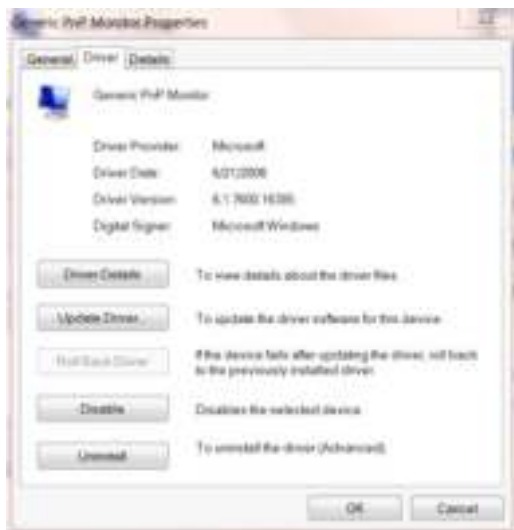 Generic PnP Monitor Properties
General Driver Details
Generic PnP Monitor
Driver Provider: Microsoft
Driver Date: 6/21/2006
Driver Version: 6.1.7600.16385
Digital Signer: Microsoft Windows
Driver Details To view details about the driver files.
Update Driver... To update the driver software for this device.
Roll Back Driver If the device fails after updating the driver, roll back
to the previously installed driver.
Disable Disables the selected device.
Uninstall To uninstall the driver (Advanced).
OK Cancel